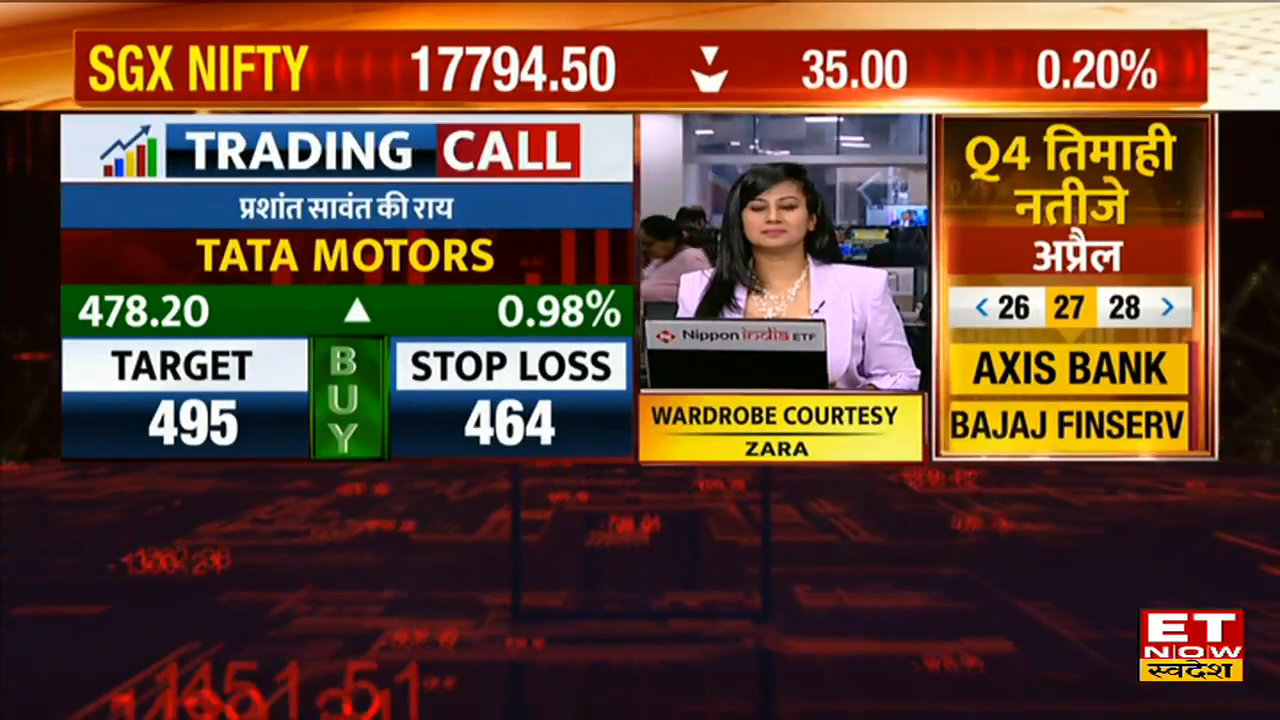 SGX NIFTY 17794.50 35.00 0.20%
TRADING CALL
प्रशांत सावंत की राय
TATA MOTORS
478.20 0.98%
TARGET
495
BUY
STOP LOSS
464
Nippon india ETF
WARDROBE COURTESY
ZARA
Q4 तिमाही
नतीजे
अप्रैल
< 26 27 28 >
AXIS BANK
BAJAJ FINSERV
1451.51
ET
NOW
स्वदेश